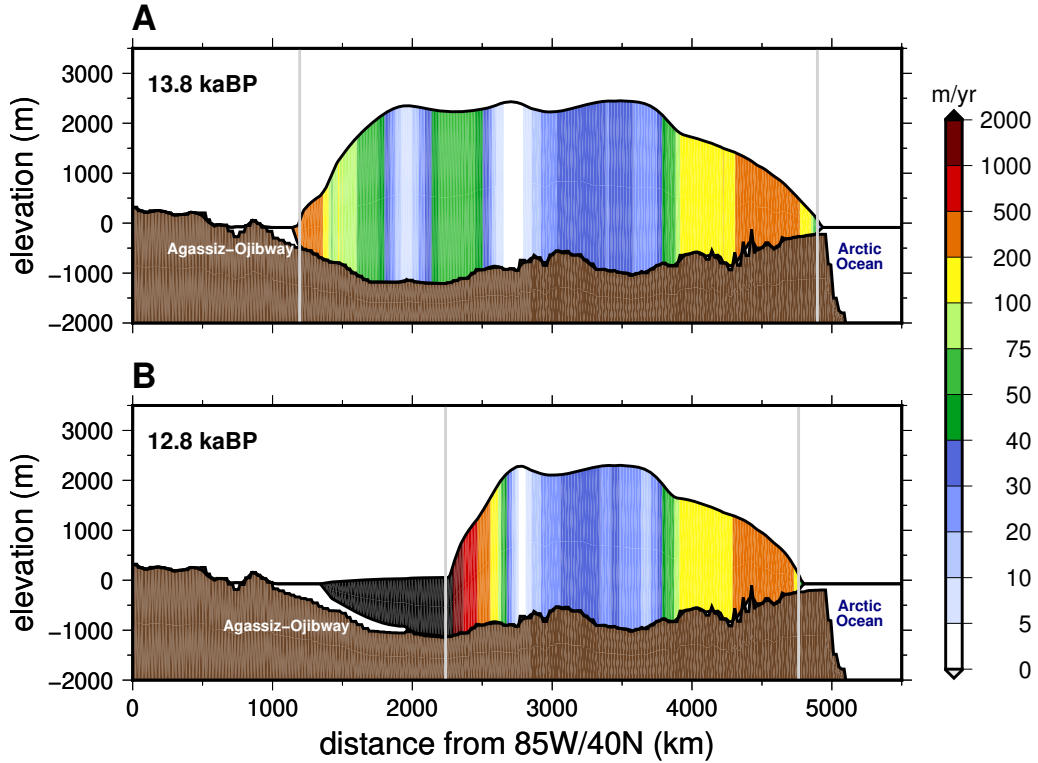 A
13.8 kaBP
elevation (m)
3000
2000
1000
0
−1000
−2000
Agassiz−Ojibway
Arctic
Ocean
B
12.8 kaBP
elevation (m)
3000
2000
1000
0
−1000
−2000
Agassiz−Ojibway
Arctic
Ocean
0 1000 2000 3000 4000 5000
distance from 85W/40N (km)
m/yr
2000
1000
500
200
100
75
50
40
30
20
10
5
0